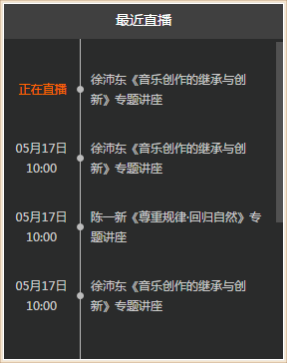 最近直播
正在直播
徐沛东《音乐创作的继承与创
新》专题讲座
05月17日
10:00
徐沛东《音乐创作的继承与创
新》专题讲座
05月17日
10:00
陈一新《尊重规律·回归自然》专
题讲座
05月17日
10:00
徐沛东《音乐创作的继承与创
新》专题讲座